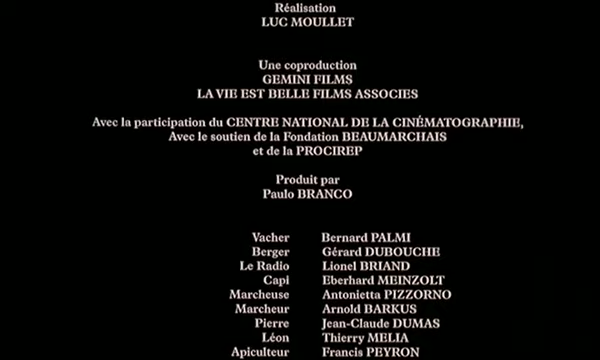 Réalisation
LUC MOULLET
Une coproduction
GEMINI FILMS
LA VIE EST BELLE FILMS ASSOCIES
Avec la participation du CENTRE NATIONAL DE LA CINÉMATOGRAPHIE,
Avec le soutien de la Fondation BEAUMARCHAIS
et de la PROCIREP
Produit par
Paulo BRANCO
Vacher Bernard PALMI
Berger Gérard DUBOUCHE
Le Radio Lionel BRIAND
Capi Eberhard MEINZOLT
Marcheuse Antonietta PIZZORNO
Marcheur Arnold BARKUS
Pierre Jean-Claude DUMAS
Léon Thierry MELIA
Apiculteur Francis PEYRON